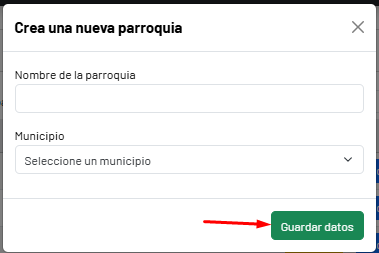 Crea una nueva parroquia
Nombre de la parroquia
Municipio
Seleccione un municipio
Guardar datos